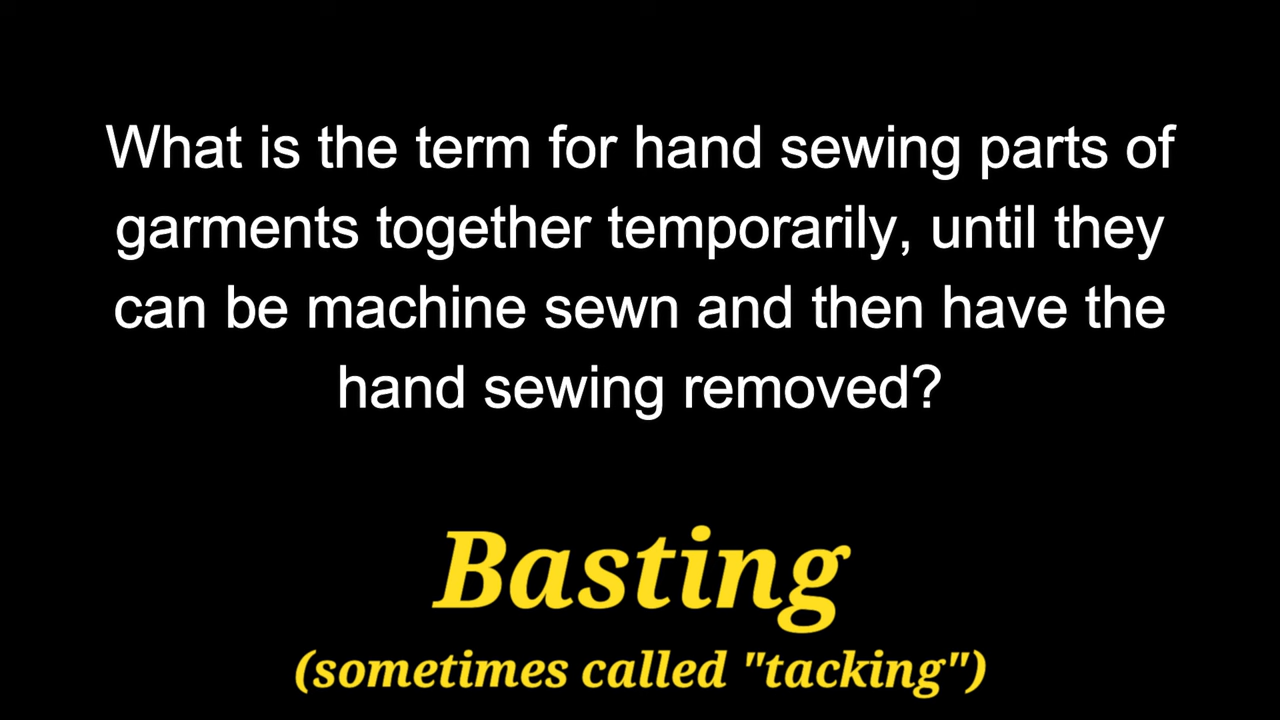 What is the term for hand sewing parts of
garments together temporarily, until they
can be machine sewn and then have the
hand sewing removed?
Basting
(sometimes called "tacking")